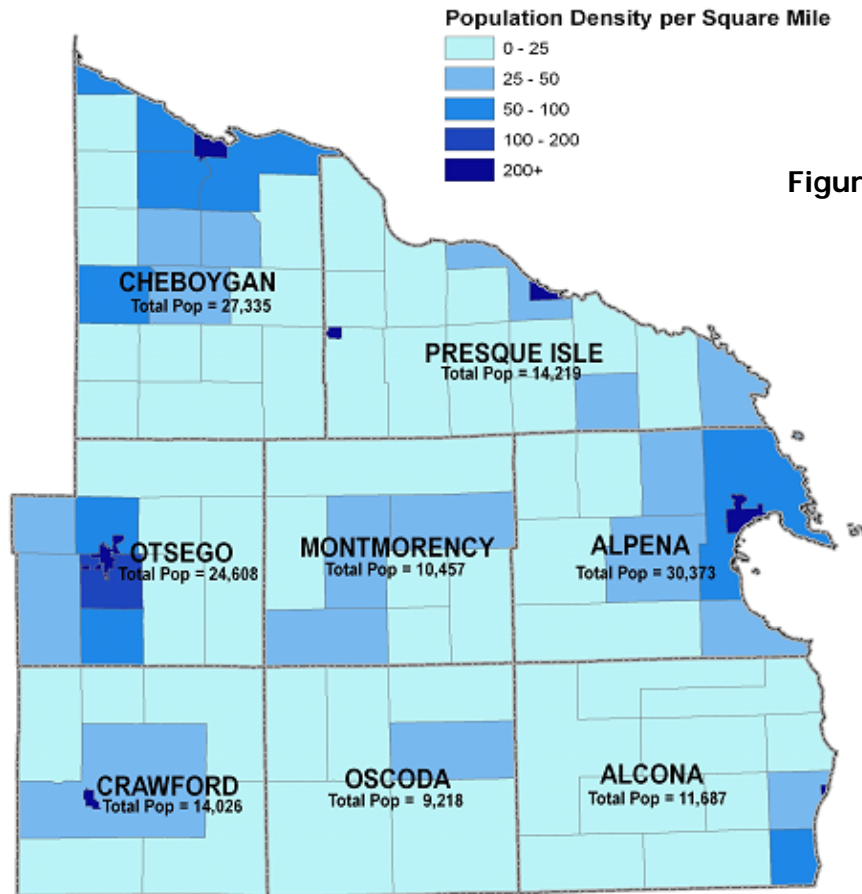 Population Density per Square Mile
0 - 25
25 - 50
50 - 100
100 - 200
200+
Figur
CHEBOYGAN
Total Pop = 27,335
PRESQUE ISLE
Total Pop = 14,219
OTSEGO
Total Pop = 24,608
MONTMORENCY
Total Pop = 10,457
ALPENA
Total Pop = 30,373
CRAWFORD
Total Pop = 14,026
OSCODA
Total Pop = 9,218
ALCONA
Total Pop = 11,687